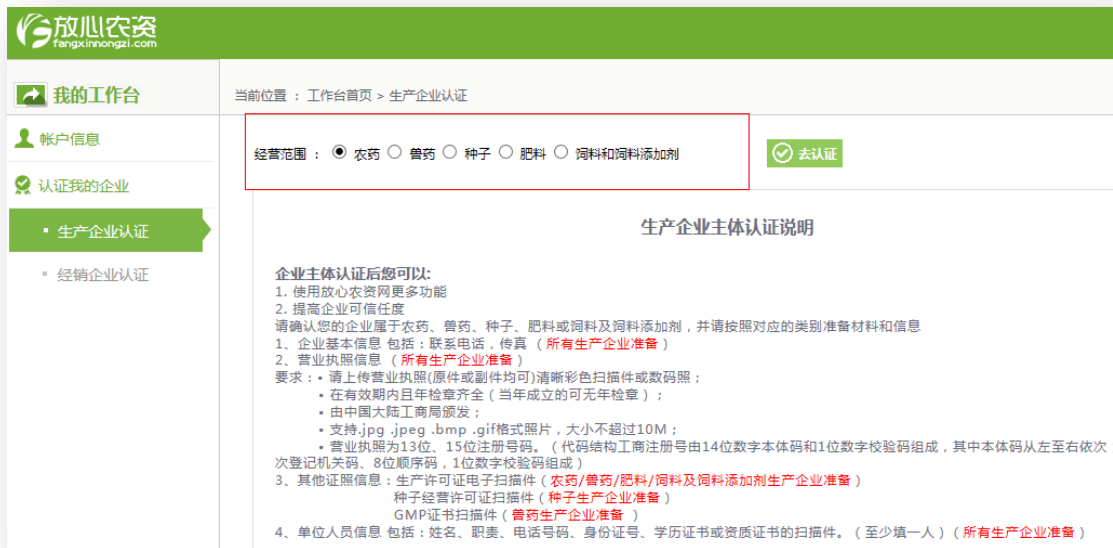 放心农资
fangxinnongzi.com
我的工作台
当前位置 : 工作台首页 > 生产企业认证
帐户信息
经营范围 : 农药 兽药 种子 肥料 饲料和饲料添加剂
去认证
认证我的企业
生产企业认证
经销企业认证
生产企业主体认证说明
企业主体认证后您可以:
1. 使用放心农资网更多功能
2. 提高企业可信任度
请确认您的企业属于农药、兽药、种子、肥料或饲料及饲料添加剂，并请按照对应的类别准备材料和信息
1、企业基本信息 包括：联系电话，传真 （所有生产企业准备）
2、营业执照信息 （所有生产企业准备）
要求：• 请上传营业执照(原件或副件均可)清晰彩色扫描件或数码照；
• 在有效期内且年检章齐全（当年成立的可无年检章）；
• 由中国大陆工商局颁发；
• 支持.jpg .jpeg .bmp .gif格式照片，大小不超过10M；
• 营业执照为13位、15位注册号码。（代码结构工商注册号由14位数字本体码和1位数字校验码组成，其中本体码从左至右依次
次登记机关码、8位顺序码，1位数字校验码组成）
3、其他证照信息：生产许可证电子扫描件（农药/兽药/肥料/饲料及饲料添加剂生产企业准备）
种子经营许可证扫描件（种子生产企业准备）
GMP证书扫描件（兽药生产企业准备 ）
4、单位人员信息 包括：姓名、职责、电话号码、身份证号、学历证书或资质证书的扫描件。（至少填一人）（所有生产企业准备）